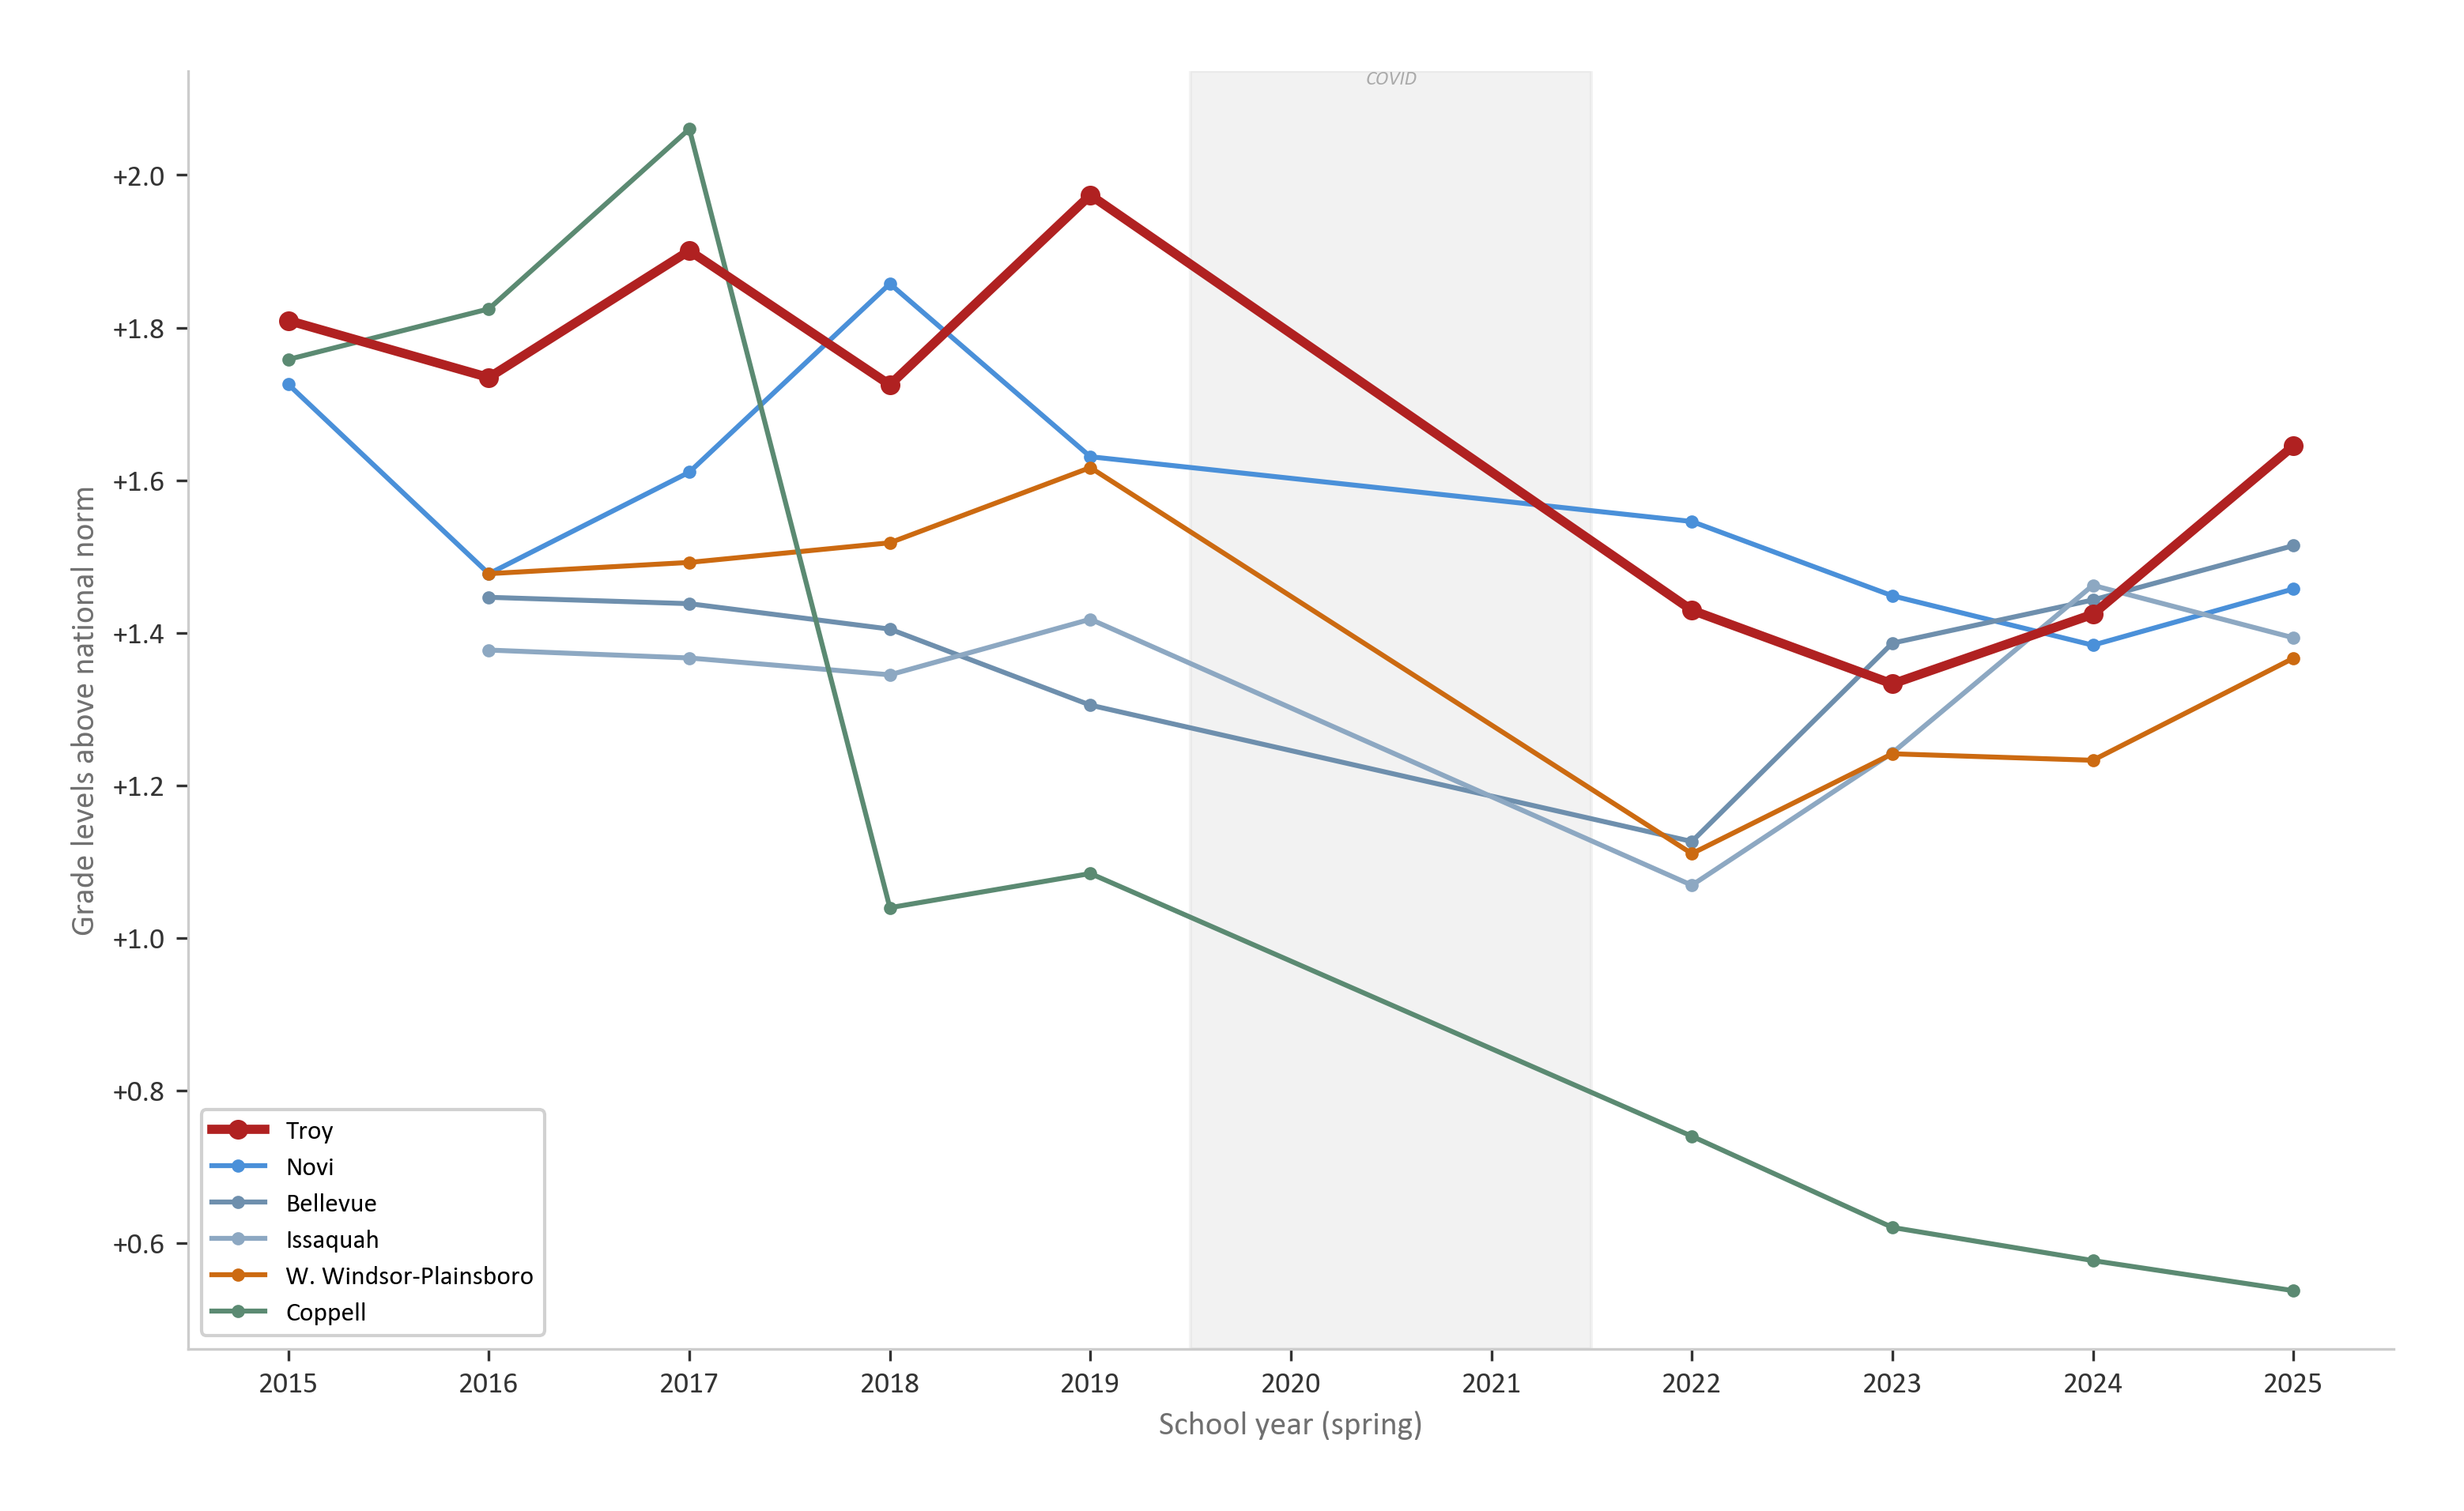 COVID
+2.0
+1.8
+1.6
+1.4
+1.2
+1.0
+0.8
+0.6
Grade levels above national norm
Troy
Novi
Bellevue
Issaquah
W. Windsor-Plainsboro
Coppell
2015 2016 2017 2018 2019 2020 2021 2022 2023 2024 2025
School year (spring)